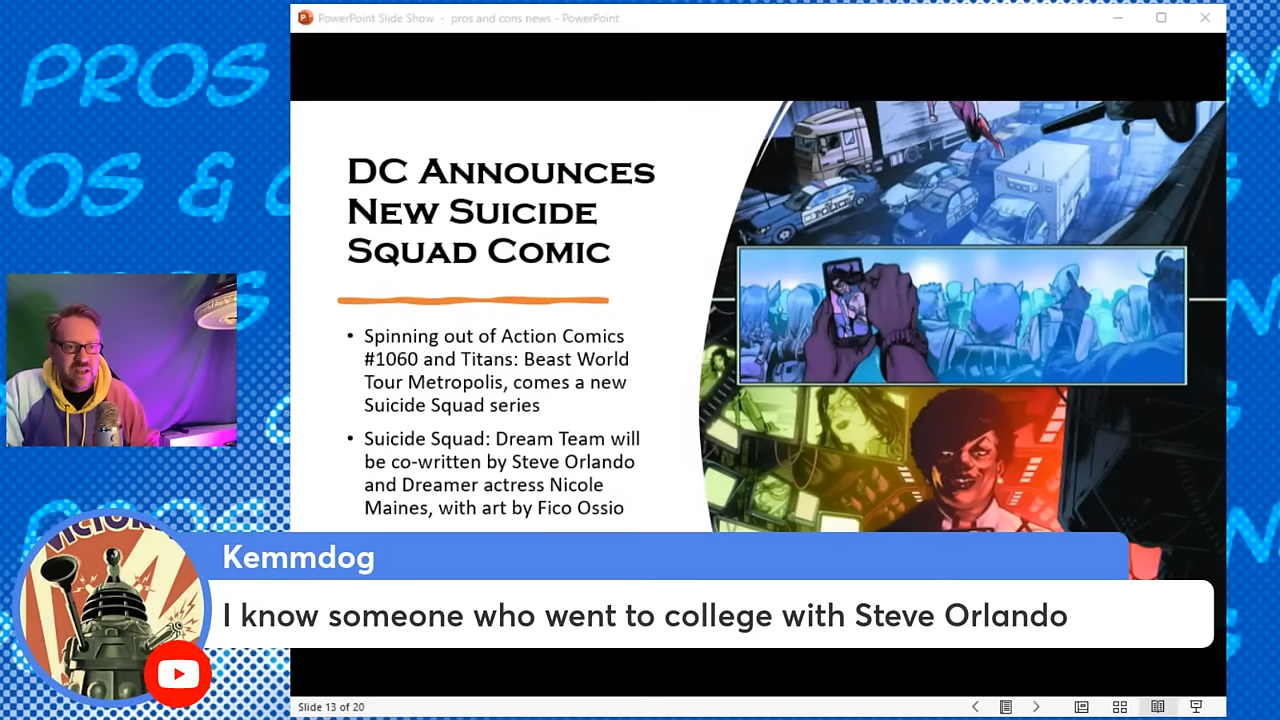 PowerPoint Slide Show - pros and cons news - PowerPoint
PROS
POS & C
DC ANNOUNCES
NEW SUICIDE
SQUAD COMIC
• Spinning out of Action Comics
#1060 and Titans: Beast World
Tour Metropolis, comes a new
Suicide Squad series
• Suicide Squad: Dream Team will
be co-written by Steve Orlando
and Dreamer actress Nicole
Maines, with art by Fico Ossio
POLICE
Kemmdog
I know someone who went to college with Steve Orlando
Slide 13 of 20